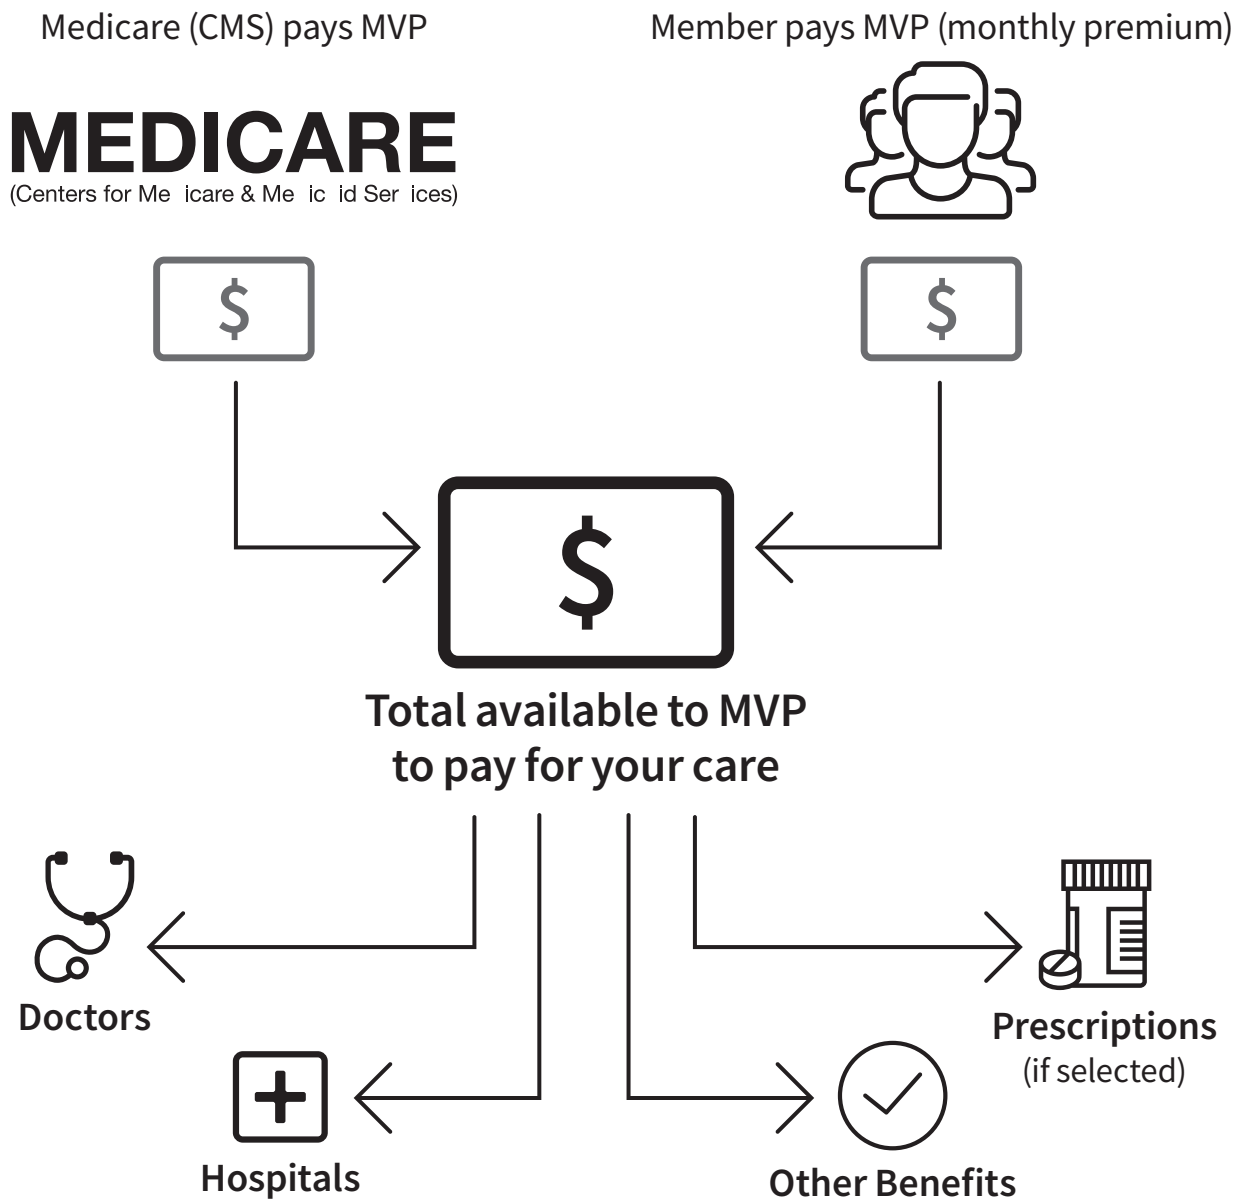 Medicare (CMS) pays MVP
Member pays MVP (monthly premium)
MEDICARE
(Centers for Me icare & Me ic id Ser ices)
$
$
$
Total available to MVP
to pay for your care
Doctors
Prescriptions
(if selected)
Hospitals
Other Benefits